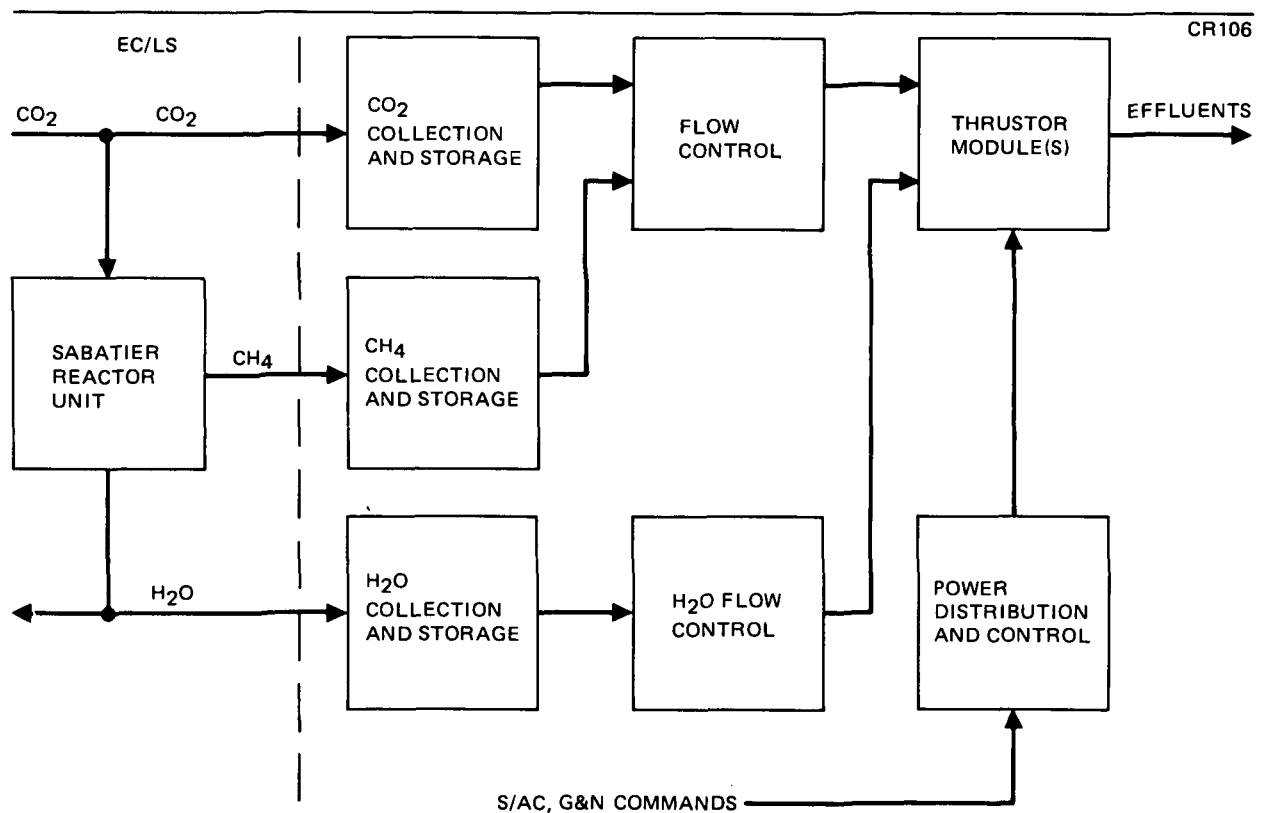 CR106
EC/LS
CO2
CO2
CO2
COLLECTION
AND STORAGE
FLOW
CONTROL
THRUSTOR
MODULE(S)
EFFLUENTS
SABATIER
REACTOR
UNIT
CH4
CH4
COLLECTION
AND STORAGE
H2O
H2O
COLLECTION
AND STORAGE
H2O FLOW
CONTROL
POWER
DISTRIBUTION
AND CONTROL
S/AC, G&N COMMANDS